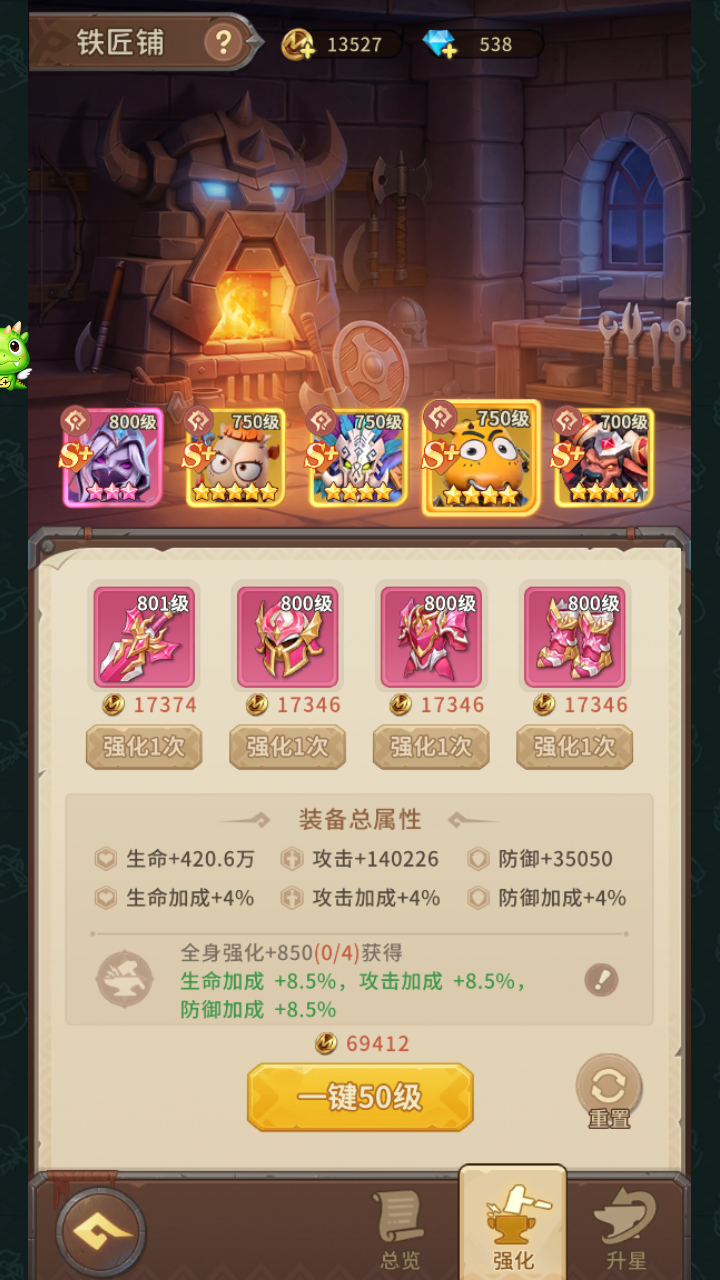 铁匠铺 ? 13527 538
800级 750级 750级 750级 700级
S+ S+ S+ S+ S+
801级 800级 800级 800级
17374 17346 17346 17346
强化1次 强化1次 强化1次 强化1次
装备总属性
生命+420.6万 攻击+140226 防御+35050
生命加成+4% 攻击加成+4% 防御加成+4%
全身强化+850(0/4)获得
生命加成 +8.5%，攻击加成 +8.5%，
防御加成 +8.5%
69412
一键50级
重置
总览 强化 升星